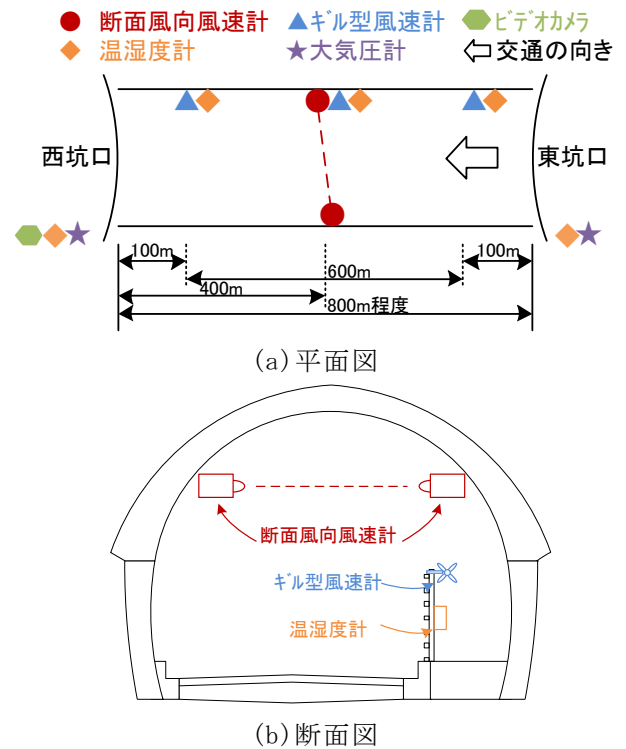 断面風向風速計 ｷﾞﾙ型風速計 ﾋﾞﾃﾞｵｶﾒﾗ
温湿度計 大気圧計 交通の向き
西坑口
東坑口
100m
100m
600m
400m
800m程度
(a)平面図
断面風向風速計
ｷﾞﾙ型風速計
温湿度計
(b)断面図